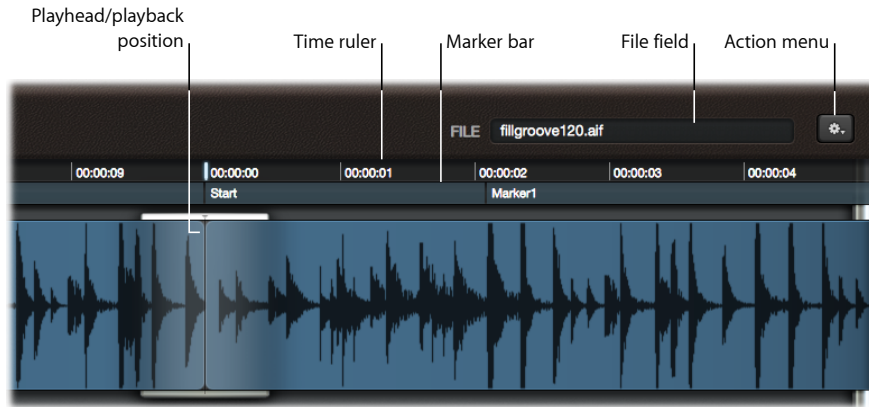 Playhead/playback
position
Time ruler
Marker bar
File field
Action menu
FILE
fillgroove120.aif
00:00:09
00:00:00
00:00:01
00:00:02
00:00:03
00:00:04
Start
Marker1